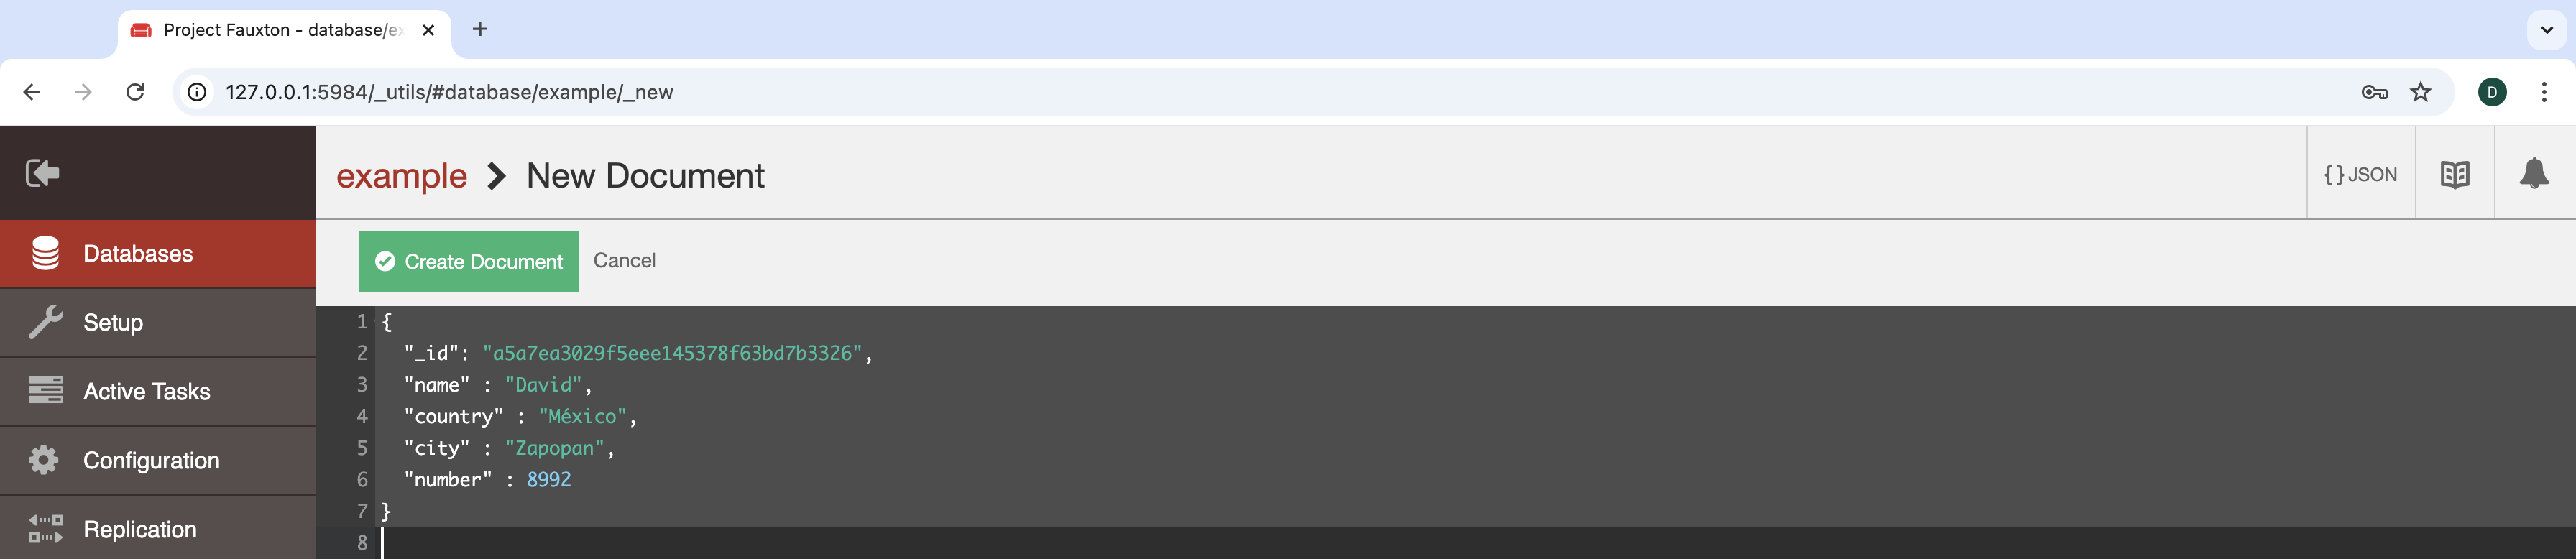 Project Fauxton - database/ex
127.0.0.1:5984/_utils/#database/example/_new
D
example New Document
{} JSON
Databases
Create Document Cancel
Setup
Active Tasks
Configuration
Replication
1 {
2 "_id": "a5a7ea3029f5eee145378f63bd7b3326",
3 "name" : "David",
4 "country" : "México",
5 "city" : "Zapopan",
6 "number" : 8992
7 }
8